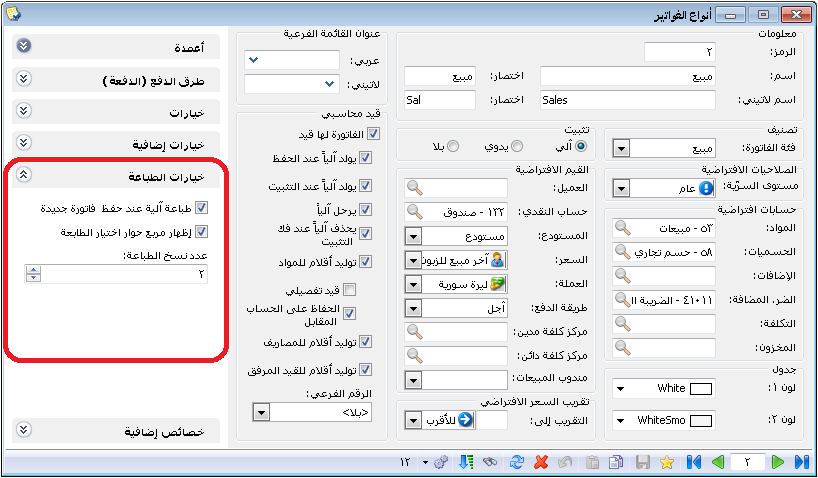 أنواع الفواتير
معلومات
الرمز: ٢
اسم: مبيع اختصار: مبيع
اسم لاتيني: Sales اختصار: Sal
تصنيف
فئة الفاتورة: مبيع
الصلاحيات الافتراضية
مستوى السرّية: عام
حسابات افتراضية
المواد: ٥٣ - مبيعات
الحسميات: ٥٨ - حسم تجاري
الإضافات:
الضر. المضافة: ٤١٠١١ - الضريبة ال
التكلفة:
المخزون:
جدول
لون ١: White
لون ٢: WhiteSmo
تثبيت
آلي يدوي بلا
القيم الافتراضية
العميل:
حساب النقدي: ١٣٢ - صندوق
المستودع: مستودع
السعر: آخر مبيع للزبون
العملة: ليرة سورية
طريقة الدفع: آجل
مركز كلفة مدين:
مركز كلفة دائن:
مندوب المبيعات:
تقريب السعر الافتراضي
التقريب إلى: للأقرب
عنوان القائمة الفرعية
عربي:
لاتيني:
قيد محاسبي
الفاتورة لها قيد
يولد آلياً عند الحفظ
يولد آلياً عند التثبيت
يرحل آلياً
يحذف آلياً عند فك
التثبيت
توليد أقلام للمواد
قيد تفصيلي
الحفاظ على الحساب
المقابل
توليد أقلام للمصاريف
توليد أقلام للقيد المرفق
الرقم الفرعي:
<بلا>
أعمدة
طرق الدفع (الدفعة)
خيارات
خيارات إضافية
خيارات الطباعة
طباعة آلية عند حفظ فاتورة جديدة
إظهار مربع حوار اختيار الطابعة
عدد نسخ الطباعة:
٢
خصائص إضافية
٢
١٢